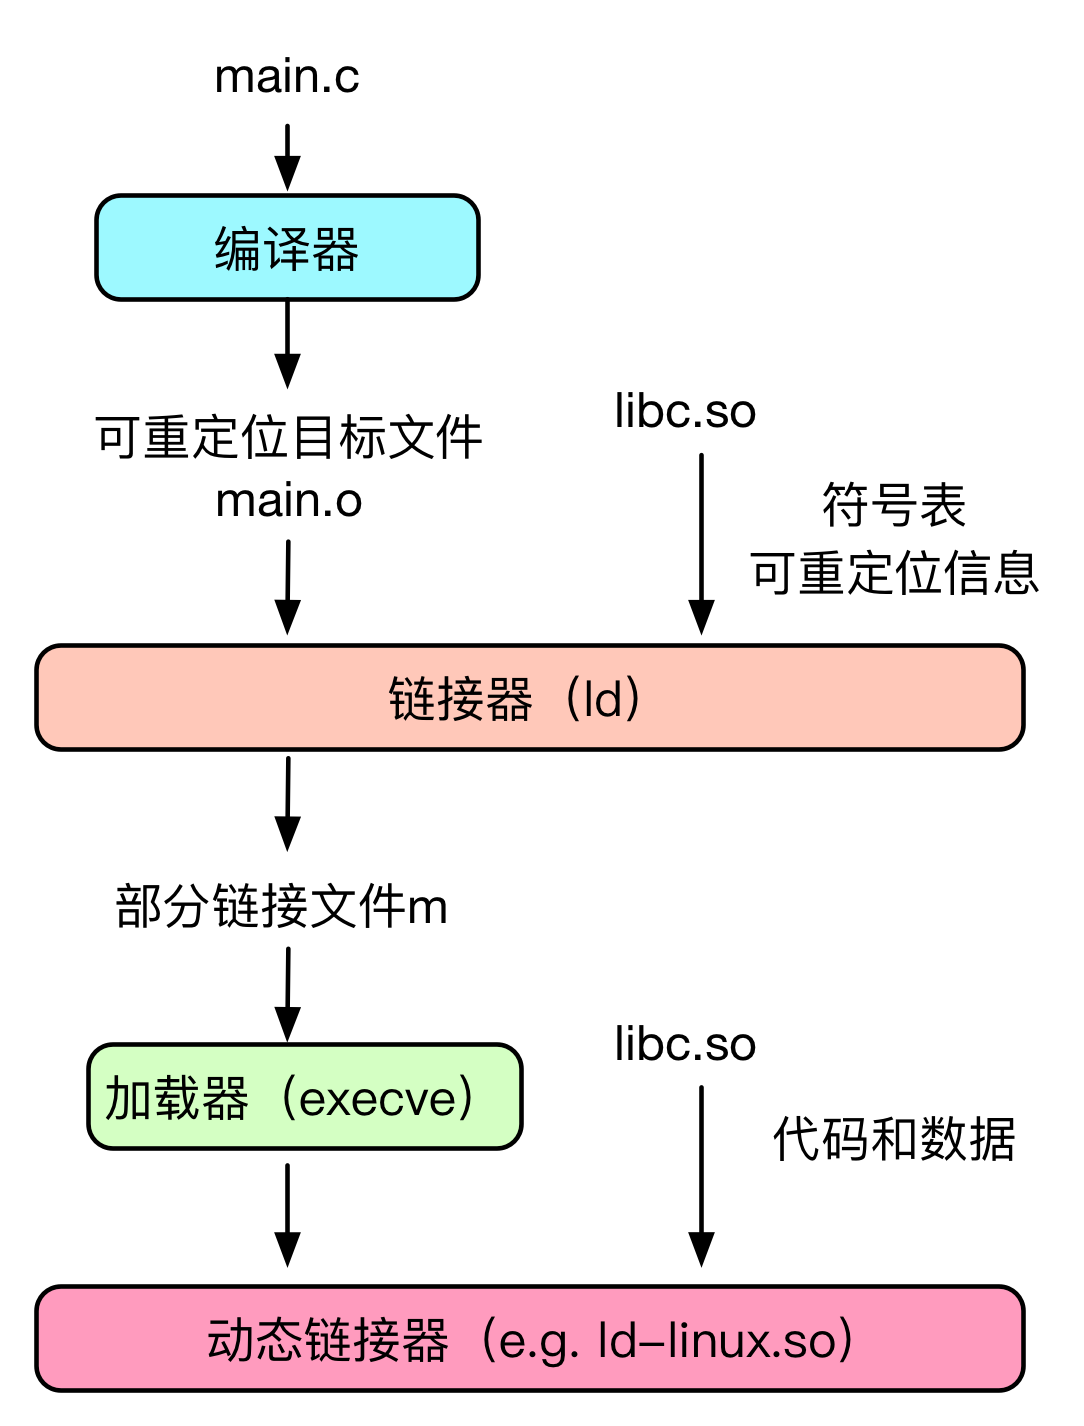 main.c
编译器
可重定位目标文件
main.o
libc.so
符号表
可重定位信息
链接器（ld）
部分链接文件m
加载器（execve）
libc.so
代码和数据
动态链接器（e.g. ld-linux.so）